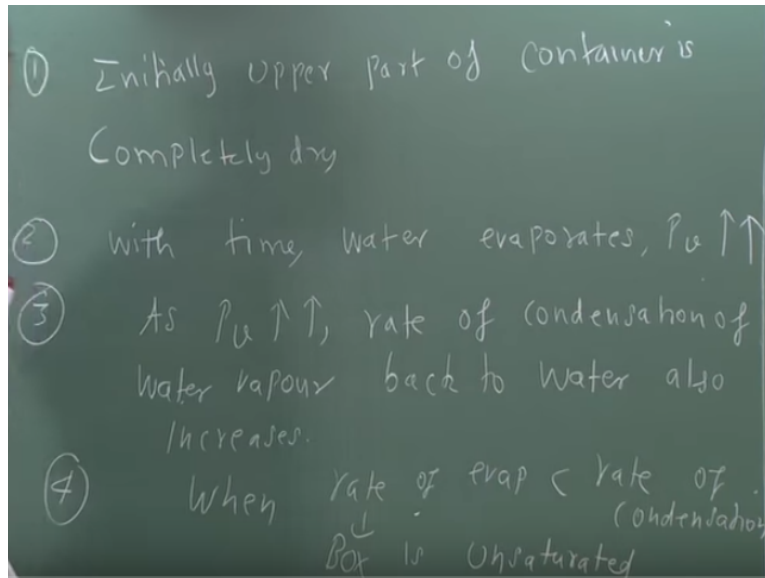 ① Initially upper part of container is
Completely dry
② with time, water evaporates, Pv ↑↑
③ As Pv ↑↑, rate of condensation of
water vapour back to water also
increases.
④ When rate of evap < rate of
condensation
↓
Box is unsaturated